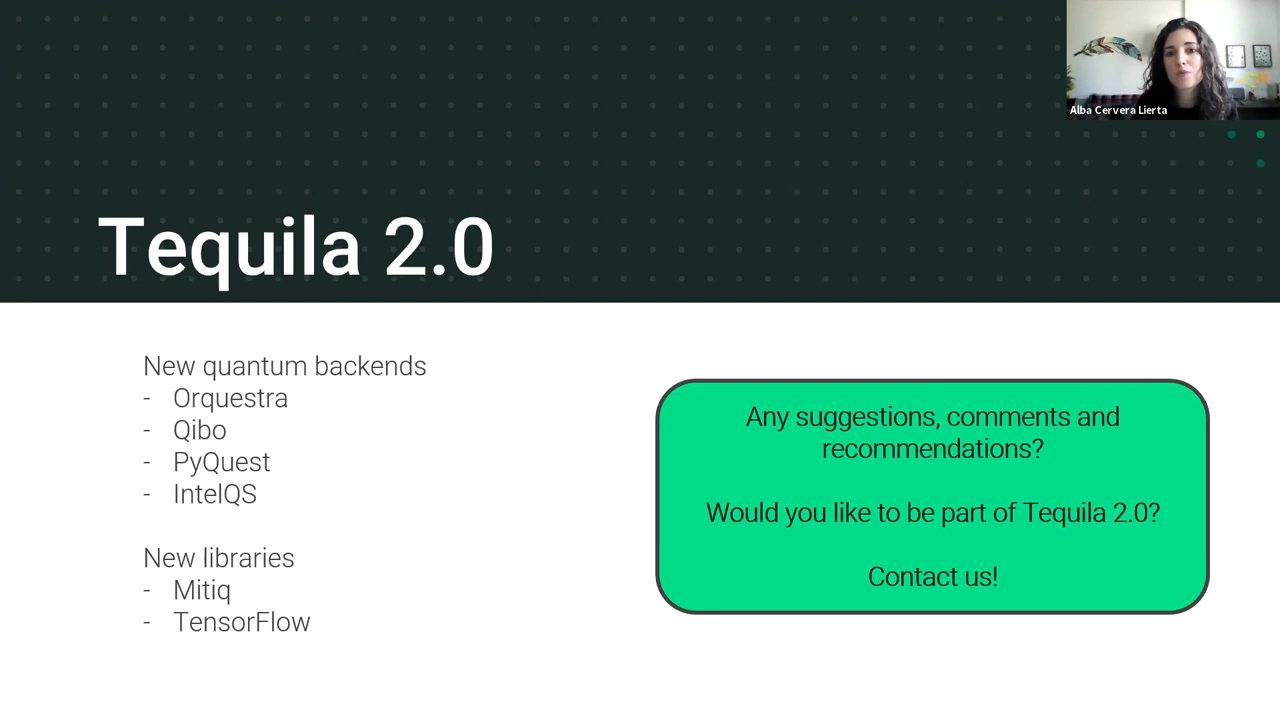 Alba Cervera Lierta
Tequila 2.0
New quantum backends
- Orquestra
- Qibo
- PyQuest
- IntelQS
New libraries
- Mitiq
- TensorFlow
Any suggestions, comments and
recommendations?
Would you like to be part of Tequila 2.0?
Contact us!